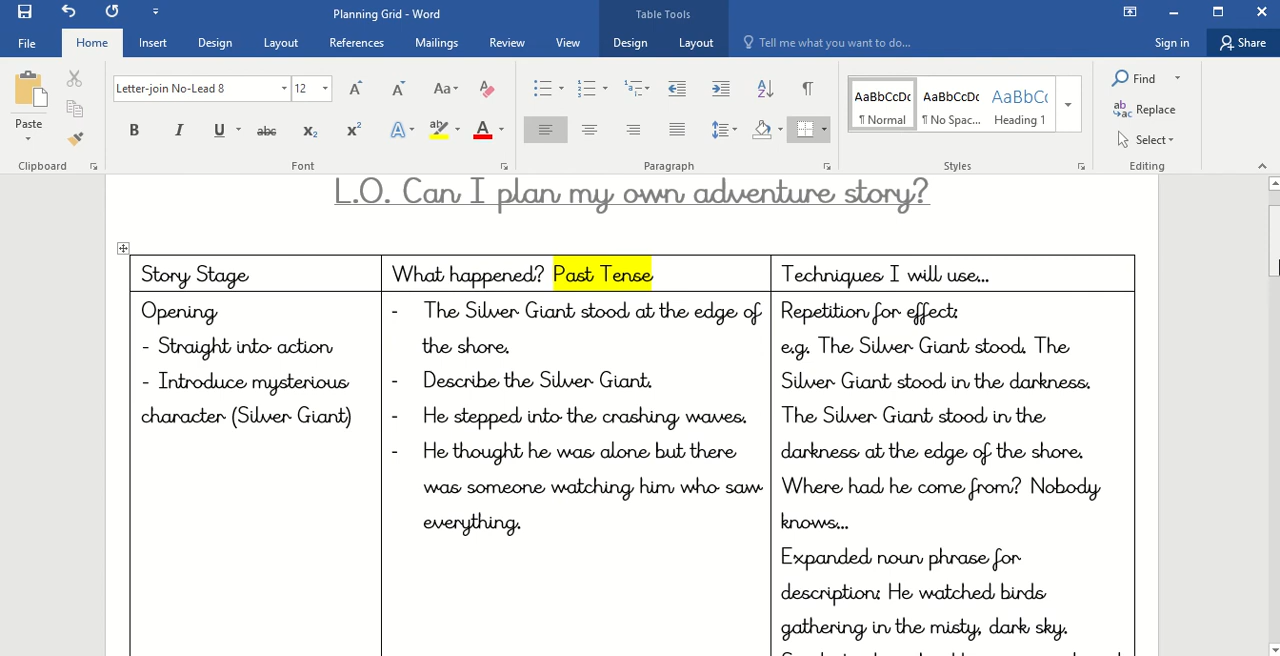 Planning Grid - Word
Table Tools
File
Home
Insert
Design
Layout
References
Mailings
Review
View
Design
Layout
Tell me what you want to do...
Sign in
Share
Paste
Clipboard
Letter-join No-Lead 8
12
Aa
B I U abc X₂ X² A ab A
Font
Paragraph
AaBbCcDc
¶ Normal
AaBbCcDc
¶ No Spac...
AaBbCc
Heading 1
Styles
Find
Replace
Select
Editing
L.O. Can I plan my own adventure story?
Story Stage
What happened? Past Tense
Techniques I will use...
Opening
- Straight into action
- Introduce mysterious
character (Silver Giant)
- The Silver Giant stood at the edge of
the shore.
- Describe the Silver Giant.
- He stepped into the crashing waves.
- He thought he was alone but there
was someone watching him who saw
everything.
Repetition for effect:
e.g. The Silver Giant stood. The
Silver Giant stood in the darkness.
The Silver Giant stood in the
darkness at the edge of the shore.
Where had he come from? Nobody
knows...
Expanded noun phrase for
description: He watched birds
gathering in the misty, dark sky.